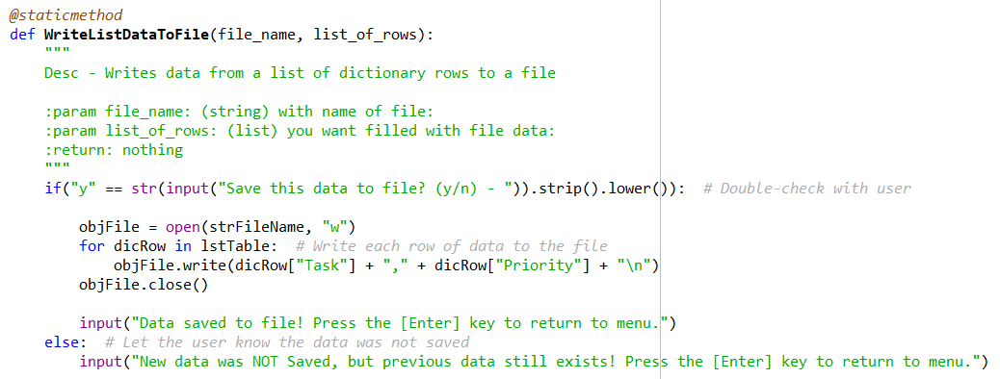 @staticmethod
def WriteListDataToFile(file_name, list_of_rows):
    """
    Desc - Writes data from a list of dictionary rows to a file

    :param file_name: (string) with name of file:
    :param list_of_rows: (list) you want filled with file data:
    :return: nothing
    """
    if("y" == str(input("Save this data to file? (y/n) - ")).strip().lower()):  # Double-check with user

        objFile = open(strFileName, "w")
        for dicRow in lstTable:  # Write each row of data to the file
            objFile.write(dicRow["Task"] + "," + dicRow["Priority"] + "\n")
        objFile.close()

        input("Data saved to file! Press the [Enter] key to return to menu.")
    else:  # Let the user know the data was not saved
        input("New data was NOT Saved, but previous data still exists! Press the [Enter] key to return to menu.")